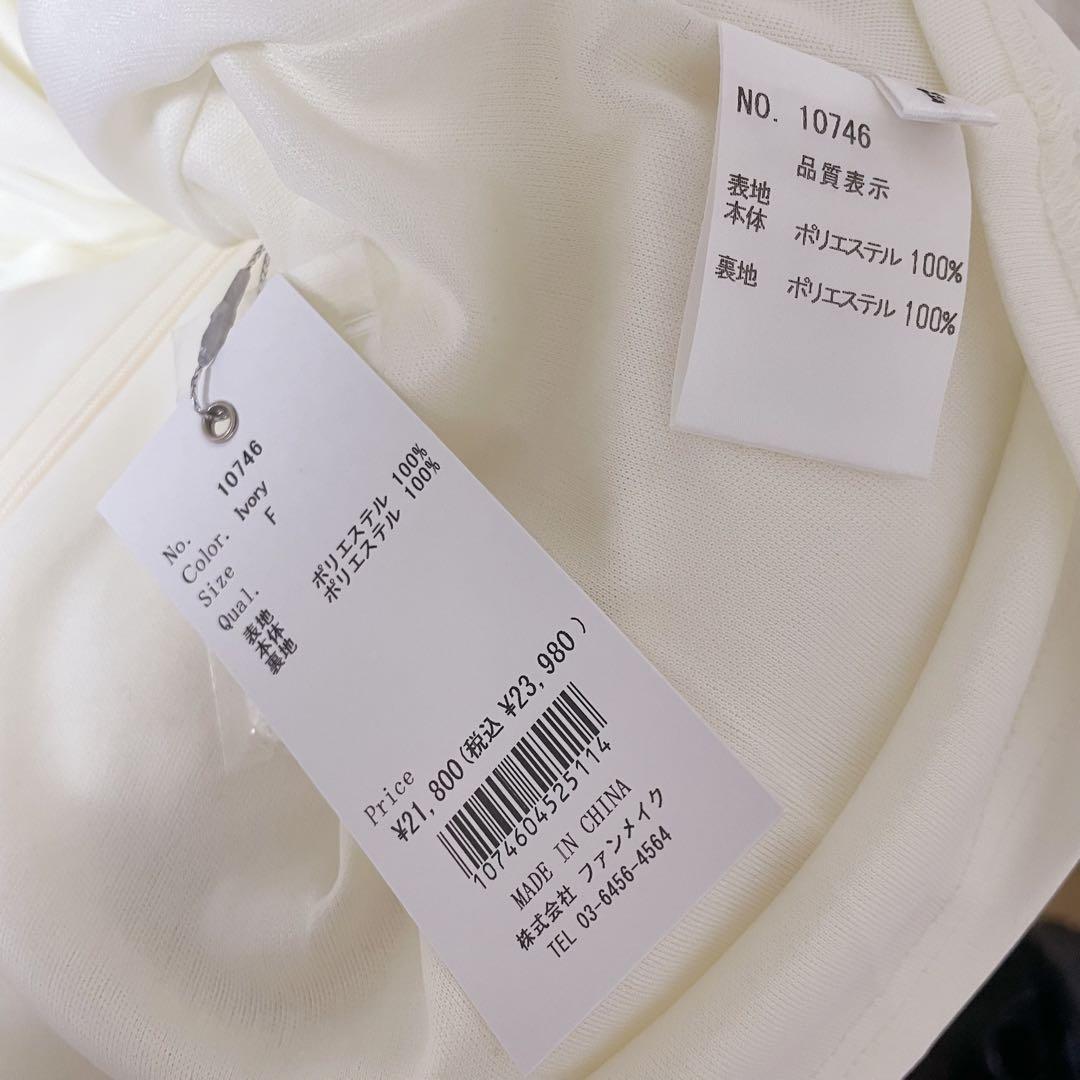 NO. 10746
品質表示
表地
本体 ポリエステル 100%
裏地 ポリエステル 100%
No. 10746
Color. Ivory
Size F
Qual.
表地
本体 ポリエステル 100%
裏地 ポリエステル 100%
Price
¥21,800(税込 ¥23,980)
1074604525114
MADE IN CHINA
株式会社 ファンメイク
TEL 03-6456-4564